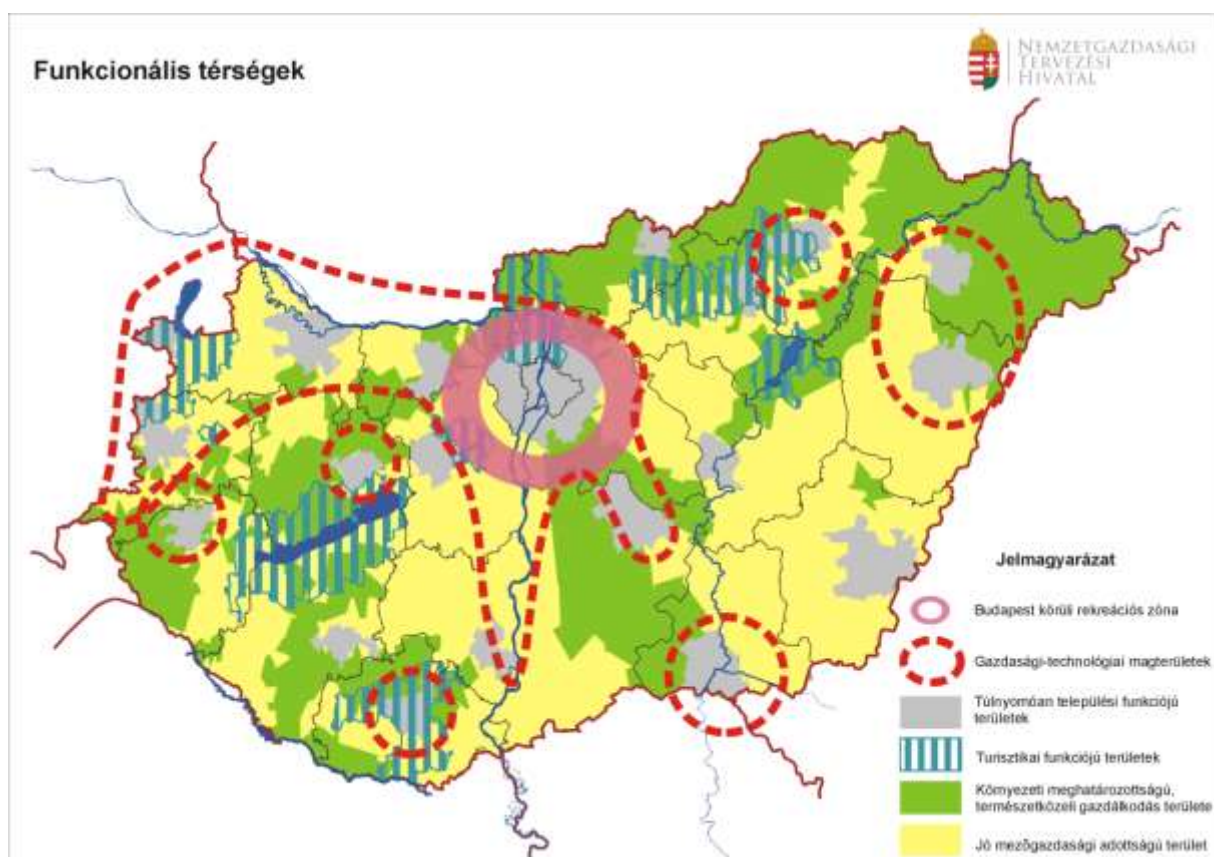 Funkcionális térségek
NEMZETGAZDASÁGI
TERVEZÉSI
HIVATAL
Jelmagyarázat
Budapest körüli rekreációs zóna
Gazdasági-technológiai magterületek
Túlnyomóan települési funkciójú
területek
Turisztikai funkciójú területek
Környezeti meghatározottságú,
természetközeli gazdálkodás területe
Jó mezőgazdasági adottságú terület